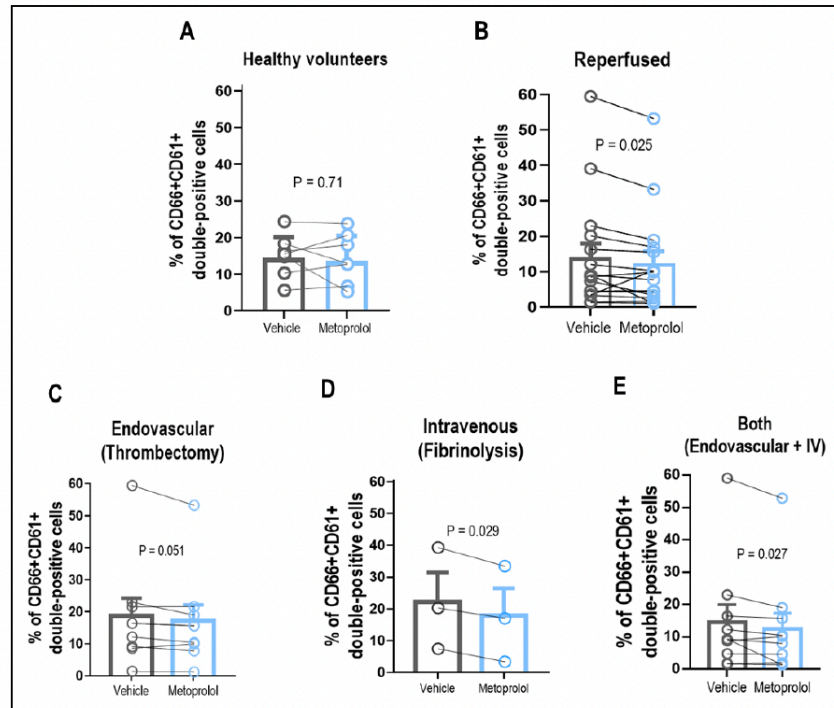 A
Healthy volunteers
% of CD66+CD61+
double-positive cells
60
50
40
30
20
10
0
P = 0.71
Vehicle
Metoprolol
B
Reperfused
% of CD66+CD61+
double-positive cells
60
50
40
30
20
10
0
P = 0.025
Vehicle
Metoprolol
C
Endovascular
(Thrombectomy)
% of CD66+CD61+
double-positive cells
60
50
40
30
20
10
0
P = 0.051
Vehicle
Metoprolol
D
Intravenous
(Fibrinolysis)
% of CD66+CD61+
double-positive cells
60
50
40
30
20
10
0
P = 0.029
Vehicle
Metoprolol
E
Both
(Endovascular + IV)
% of CD66+CD61+
double-positive cells
60
50
40
30
20
10
0
P = 0.027
Vehicle
Metoprolol